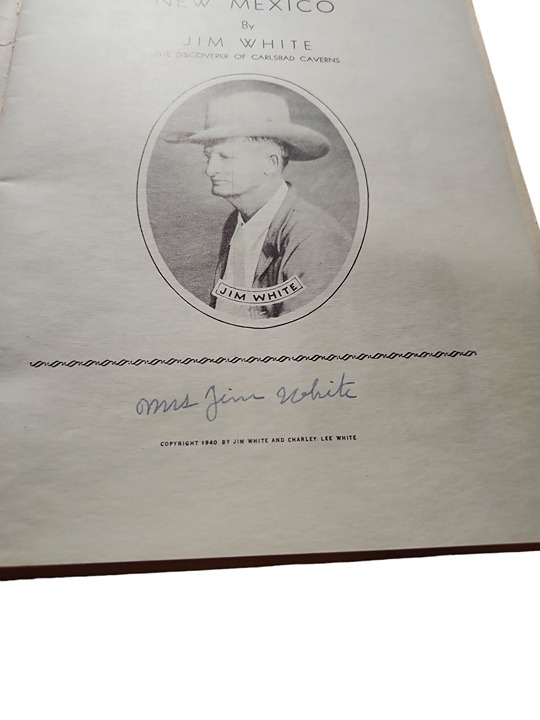 NEW MEXICO
By
JIM WHITE
THE DISCOVERER OF CARLSBAD CAVERNS
JIM WHITE
Mrs Jim White
COPYRIGHT 1940 BY JIM WHITE AND CHARLEY LEE WHITE